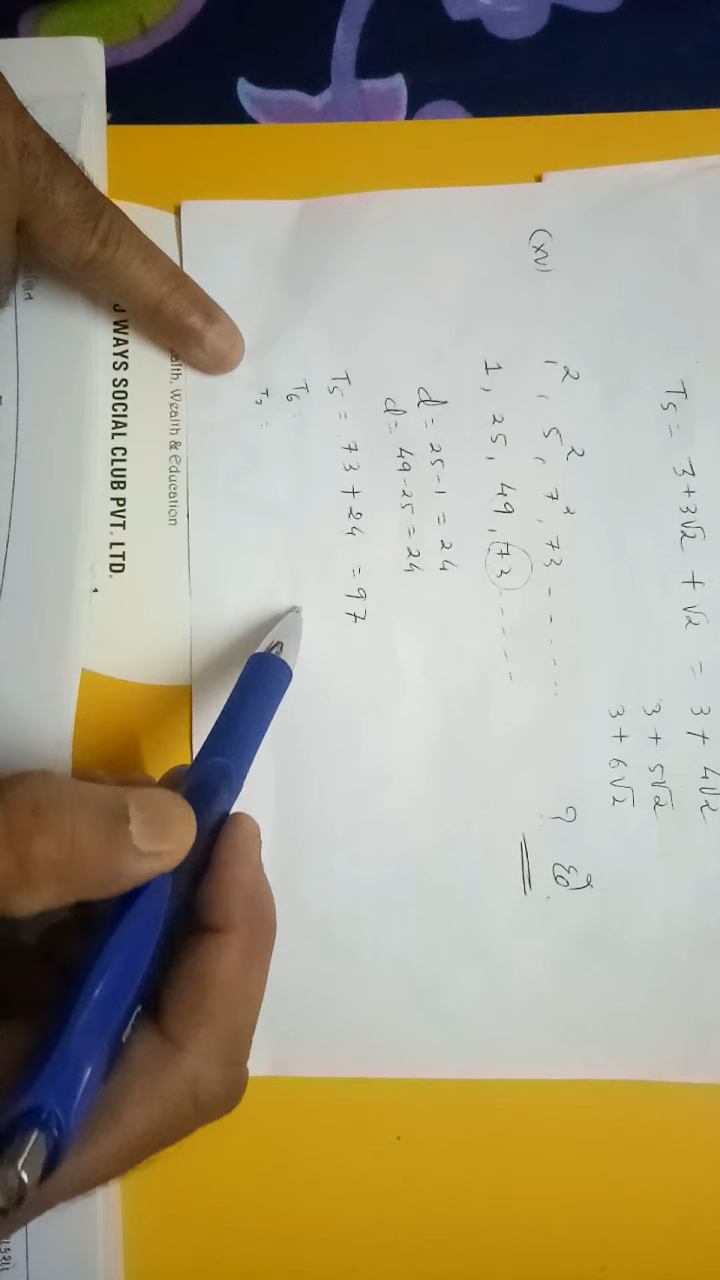 T5 = 3+3√2 + √2 = 3 + 4√2
3 + 5√2
3 + 6√2
(xv) 1², 5², 7², 73 ------
1, 25, 49, 73 -----
d = 25-1 = 24
d = 49-25 = 24
T5 = 73 + 24 = 97
T6 =
T7 =
Wealth & Education
WAYS SOCIAL CLUB PVT. LTD.